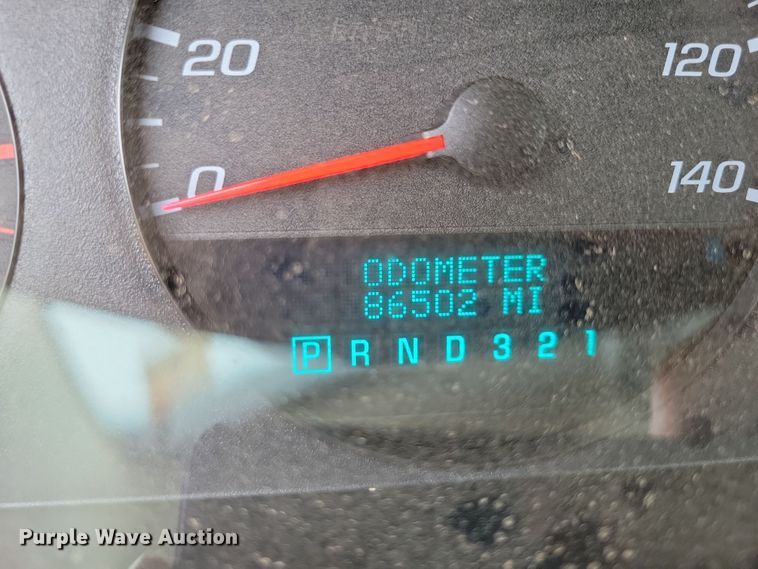 20
120
0
140
ODOMETER
86502 MI
P R N D 3 2 1
Purple Wave Auction